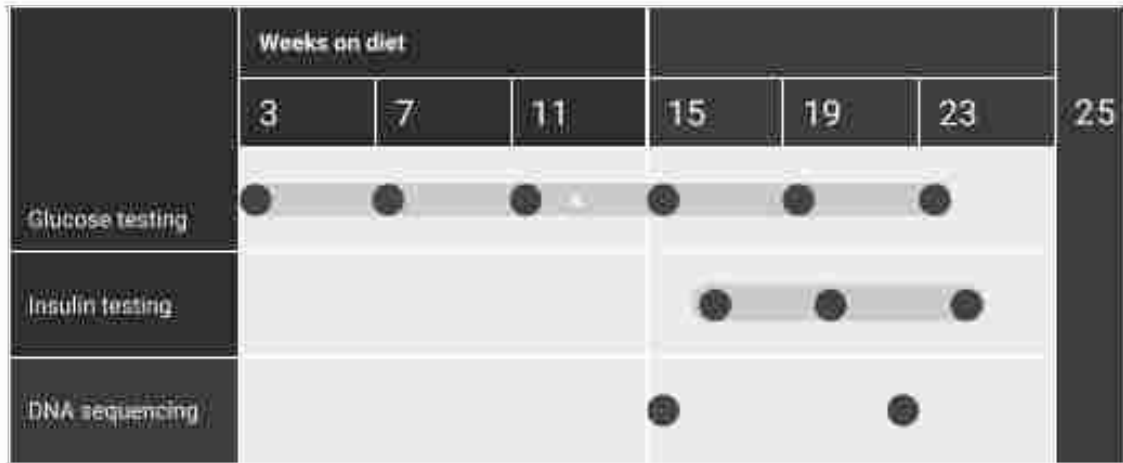 Weeks on diet
3 7 11 15 19 23 25
Glucose testing
Insulin testing
DNA sequencing